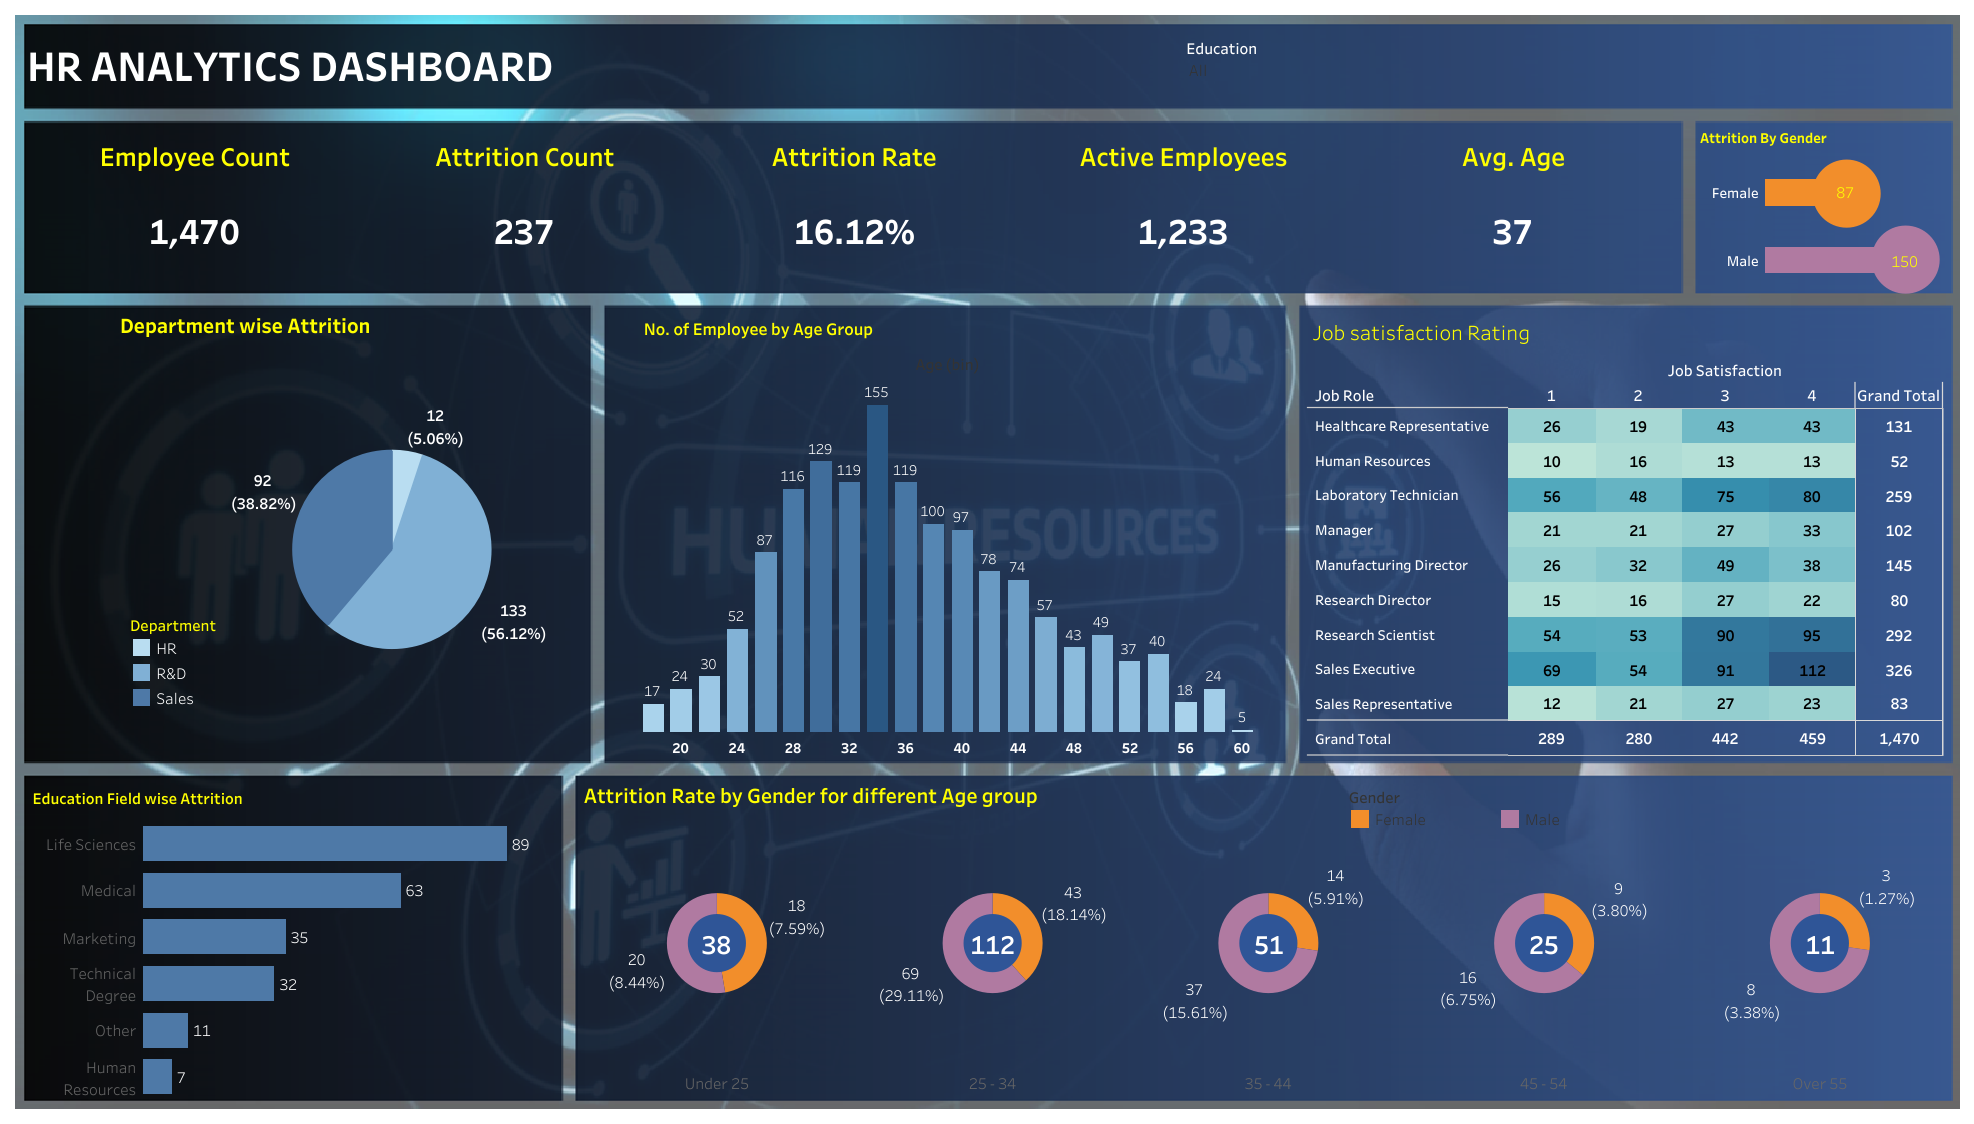 HR ANALYTICS DASHBOARD
Education
All
Employee Count
Attrition Count
Attrition Rate
Active Employees
Avg. Age
1,470
237
16.12%
1,233
37
Attrition By Gender
Female
87
Male
150
Department wise Attrition
12
(5.06%)
92
(38.82%)
133
(56.12%)
Department
HR
R&D
Sales
No. of Employee by Age Group
17
24
30
52
87
116
129
119
155
119
100
97
78
74
57
43
49
37
40
18
24
5
20 24 28 32 36 40 44 48 52 56 60
HUMAN RESOURCES
Job satisfaction Rating
Job Satisfaction
Job Role 1 2 3 4 Grand Total
Healthcare Representative 26 19 43 43 131
Human Resources 10 16 13 13 52
Laboratory Technician 56 48 75 80 259
Manager 21 21 27 33 102
Manufacturing Director 26 32 49 38 145
Research Director 15 16 27 22 80
Research Scientist 54 53 90 95 292
Sales Executive 69 54 91 112 326
Sales Representative 12 21 27 23 83
Grand Total 289 280 442 459 1,470
Education Field wise Attrition
Life Sciences 89
Medical 63
Marketing 35
Technical
Degree 32
Other 11
Human
Resources 7
Attrition Rate by Gender for different Age group
Gender
Female
Male
18
(7.59%)
38
20
(8.44%)
43
(18.14%)
112
69
(29.11%)
14
(5.91%)
51
37
(15.61%)
9
(3.80%)
25
16
(6.75%)
3
(1.27%)
11
8
(3.38%)
Under 25
25 - 34
35 - 44
45 - 54
Over 55